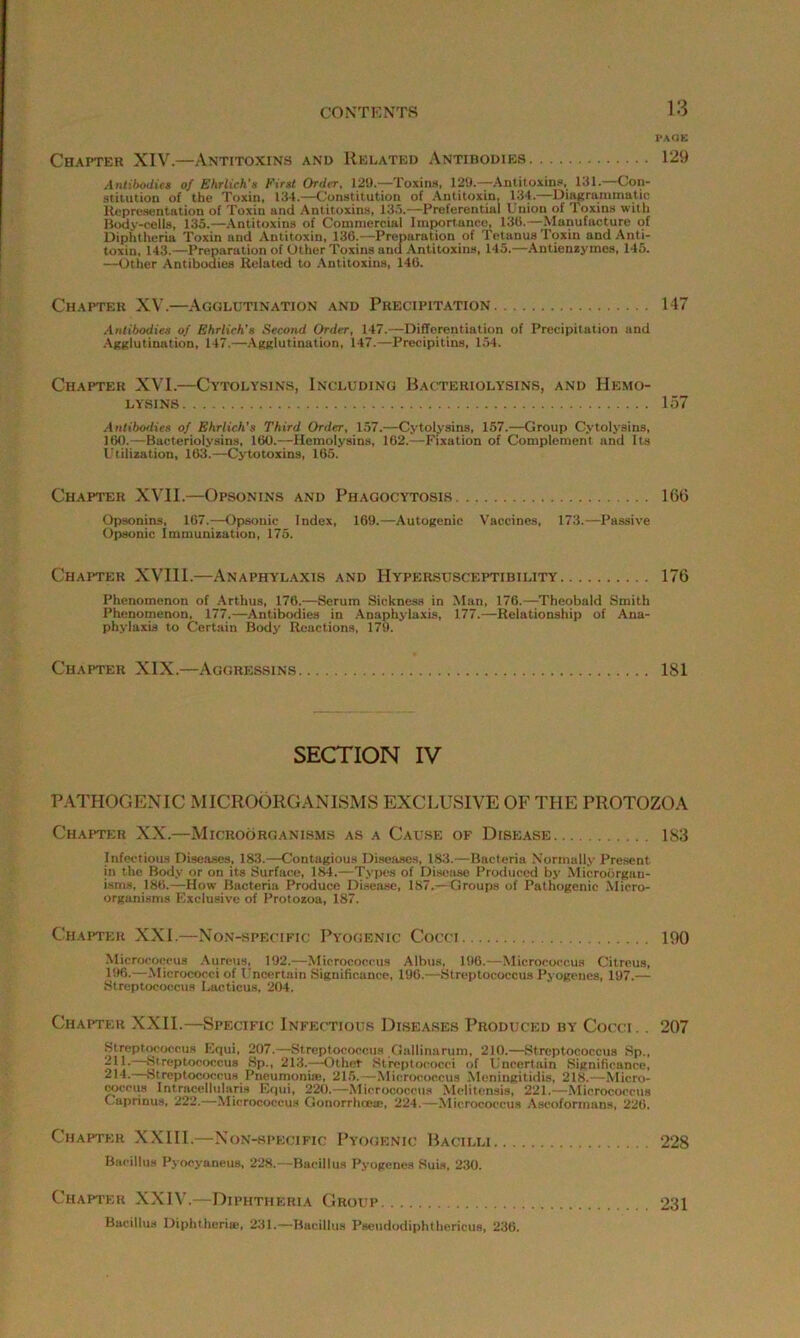 CONTENTS 13
PAGE
CHAPTER XIV.—ANTITOXINS AND RELATED ANTIBODIES............ 129
Antibodies of Ehrlich's First Order, 129.—Toxins, 129.—Antitoxins, 131.—Con-
stitution of the Toxin, 134.—Constitution of Antitoxin, 134.—Diagrammatic
Representation of Toxin and Antitoxins, 135.—Preferential Union of Toxins with
Body-cells, 135.—Antitoxins of Commercial Importance, 136.—Manufacture of
Diphtheria Toxin and Antitoxin, 136.—Preparation of Tetanus Toxin and Anti-
toxin, 143.—Preparation of Other Toxins and Antitoxins, 145.—Antienzymes, 145.
—Other Antibodies Related to Antitoxins, 146.
CHAPTER XV.—AGGLUTINATION AND PRECIPITATION................ 147
Antibodies of Ehrlich's Second Order, 147.—Differentiation of Precipitation and
Agglutination, 147.—Agglutination, 147.—Precipitins, 154.
CHAPTER XVI.—CYTOLYSINS, INCLUDING BACTERIOLYSINS, AND HEMO-
LYSINS................................................ 157
Antibodies of Ehrlich's Third Order, 157.—Cytolysins, 157.—Group Cytolysins,
160.—Bacteriolysins, 160.—Hemolysins, 162.—Fixation of Complement and Its
Utilization, 163.—Cytotoxins, 165.
CHAPTER XVII.—OPSONINS AND PHAGOCYTOSIS.................... 166
Opsonins, 167.—Opsonic Index, 169.—Autogenic Vaccines, 173.—Passive
Opsonic Immunization, 175.
CHAPTER XVIII.—ANAPHYLAXIS AND HYPERSUSCEPTIBILITY.......... 176
Phenomenon of Arthus, 176.—Serum Sickness in Man, 176.—Theobald Smith
Phenomenon, 177.—Antibodies in Anaphylaxis, 177.—Relationship of Ana-
phylaxis to Certain Body Reactions, 179.
CHAPTER XIX.—AGGRESSINS.................................... 181
SECTION IV
PATHOGENIC MICROÖRGANISMS EXCLUSIVE OF THE PROTOZOA
CHAPTER XX.—MICROÖRGANISMS AS A CAUSE OF DISEASE........... 183
Infectious Diseases, 183.—Contagious Diseases, 183.—Bacteria Normally Present
in the Body or on its Surface, 184.—Types of Disease Produced by Microörgan-
isms, 186.—How Bacteria Produce Disease, 187.—Groups of Pathogenic Micro-
organisms Exclusive of Protozoa, 187.
CHAPTER XXI.—NON-SPECIFIC PYOGENIC COCCI................... 190
Micrococcus Aureus, 192.—Micrococcus Albus, 196.—Micrococcus Citreus,
196.—Micrococci of Uncertain Significance, 196.—Streptococcus Pyogenes, 197.—
Streptococcus Lacticus, 204.
CHAPTER XXII.—SPECIFIC INFECTIOUS DISEASES PRODUCED BY COCCI.. 207
Streptococcus Equi, 207.—Streptococcus Gallinarum, 210.—Streptococcus Sp.,
211.—Streptococcus Sp., 213.—Other Streptococci of Uncertain Significance,
214.—Streptococcus Pneumoniæ, 215.—Micrococcus Meningitidis, 218.—Micro-
coccus Intracellularis Equi, 220.—Micrococcus Melitensis, 221.—Micrococcus
Caprinus, 222.—Micrococcus Gonorrhœæ, 224.—Micrococcus Ascoformans, 226.
CHAPTER XXIII.—NON-SPECIFIC PYOGENIC BACILLI............... 228
Bacillus Pyocyaneus, 228.—Bacillus Pyogenes Suis, 230.
CHAPTER XXIV.—DIPHTHERIA GROUP............................ 231
Bacillus Diphtheriæ, 231.—Bacillus Pseudodiphthericus, 236.